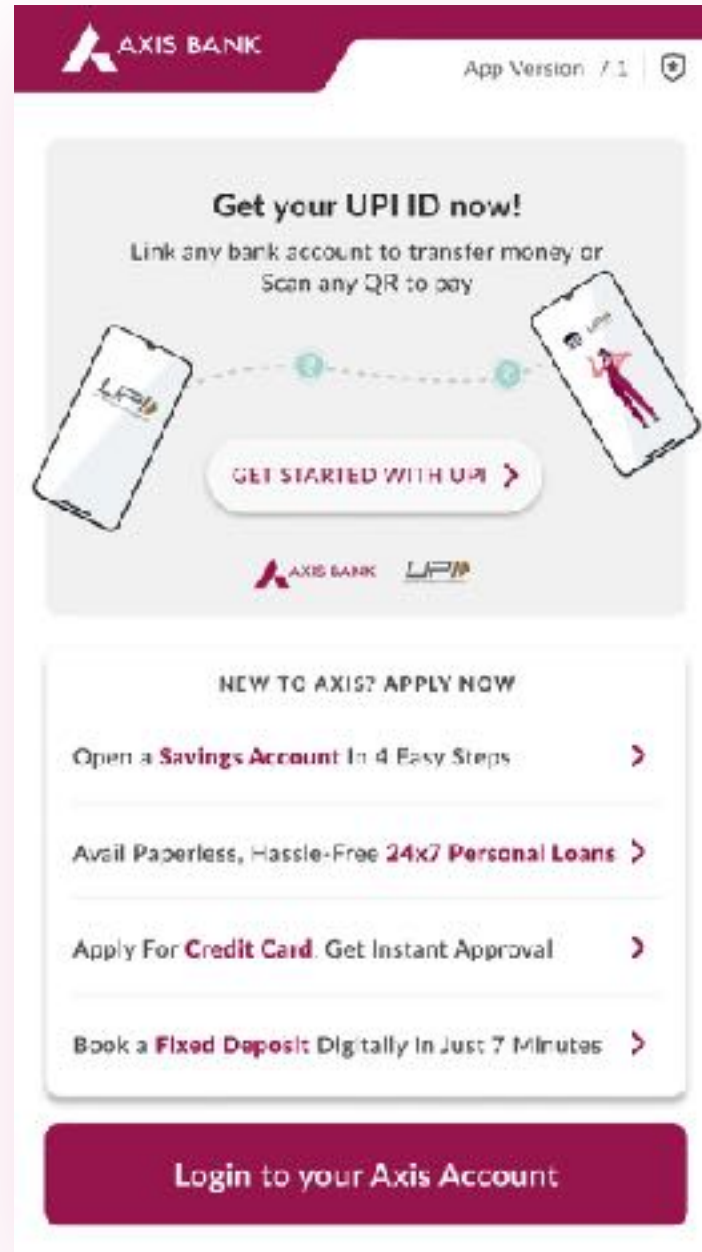 AXIS BANK
App Version 7.1
Get your UPI ID now!
Link any bank account to transfer money or
Scan any QR to pay
UPI
UPI
GET STARTED WITH UPI
AXIS BANK UPI
NEW TO AXIS? APPLY NOW
Open a Savings Account In 4 Easy Steps
Avail Paperless, Hassle-Free 24x7 Personal Loans
Apply For Credit Card. Get Instant Approval
Book a Fixed Deposit Digitally In Just 7 Minutes
Login to your Axis Account